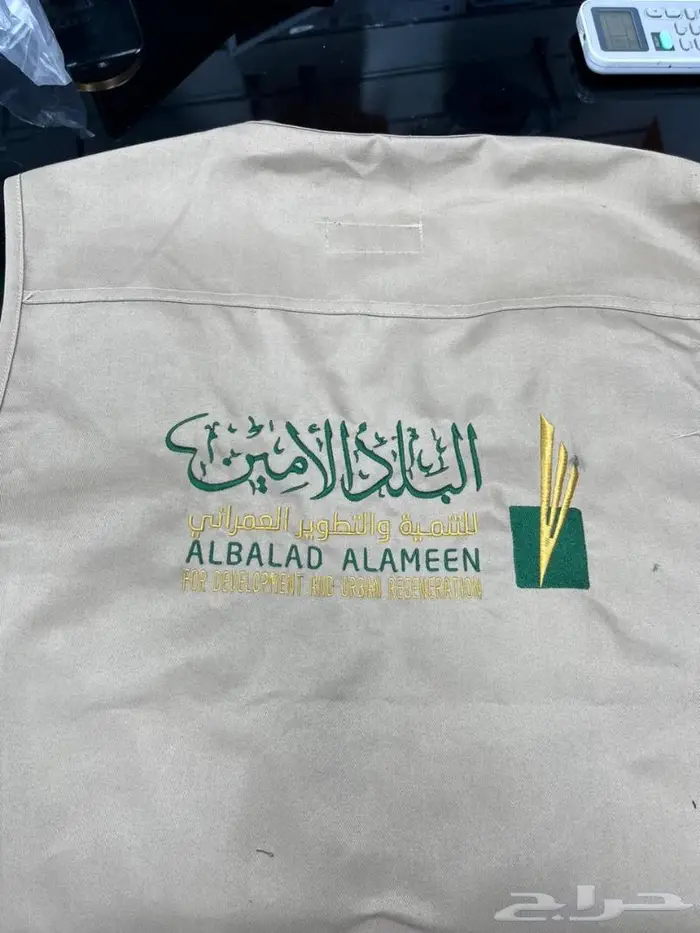 البلد الأمين
للتنمية والتطوير العمراني
ALBALAD ALAMEEN
FOR DEVELOPMENT AND URBAN REGENERATION
حراج